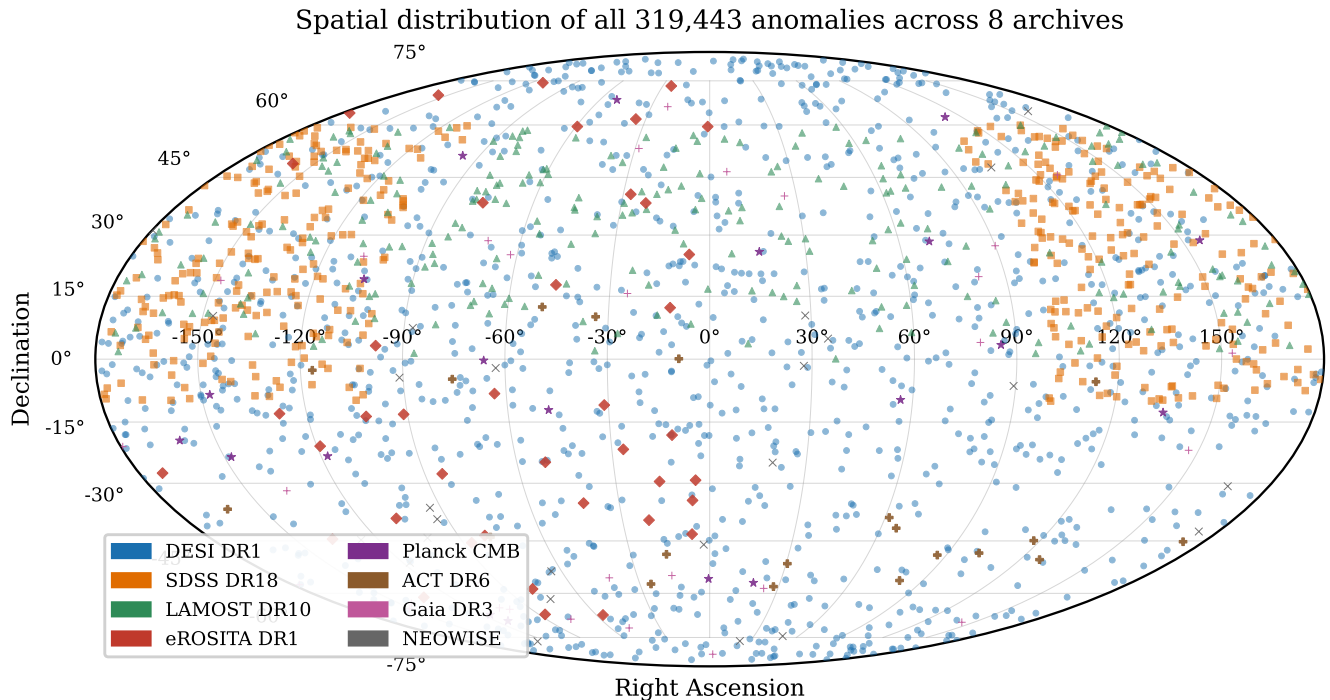 Spatial distribution of all 319,443 anomalies across 8 archives
75°
60°
45°
30°
15°
-150° -120° -90° -60° -30° 0° 30° 60° 90° 120° 150°
0°
-15°
-30°
-45°
-60°
-75°
Declination
Right Ascension
DESI DR1
SDSS DR18
LAMOST DR10
eROSITA DR1
Planck CMB
ACT DR6
Gaia DR3
NEOWISE